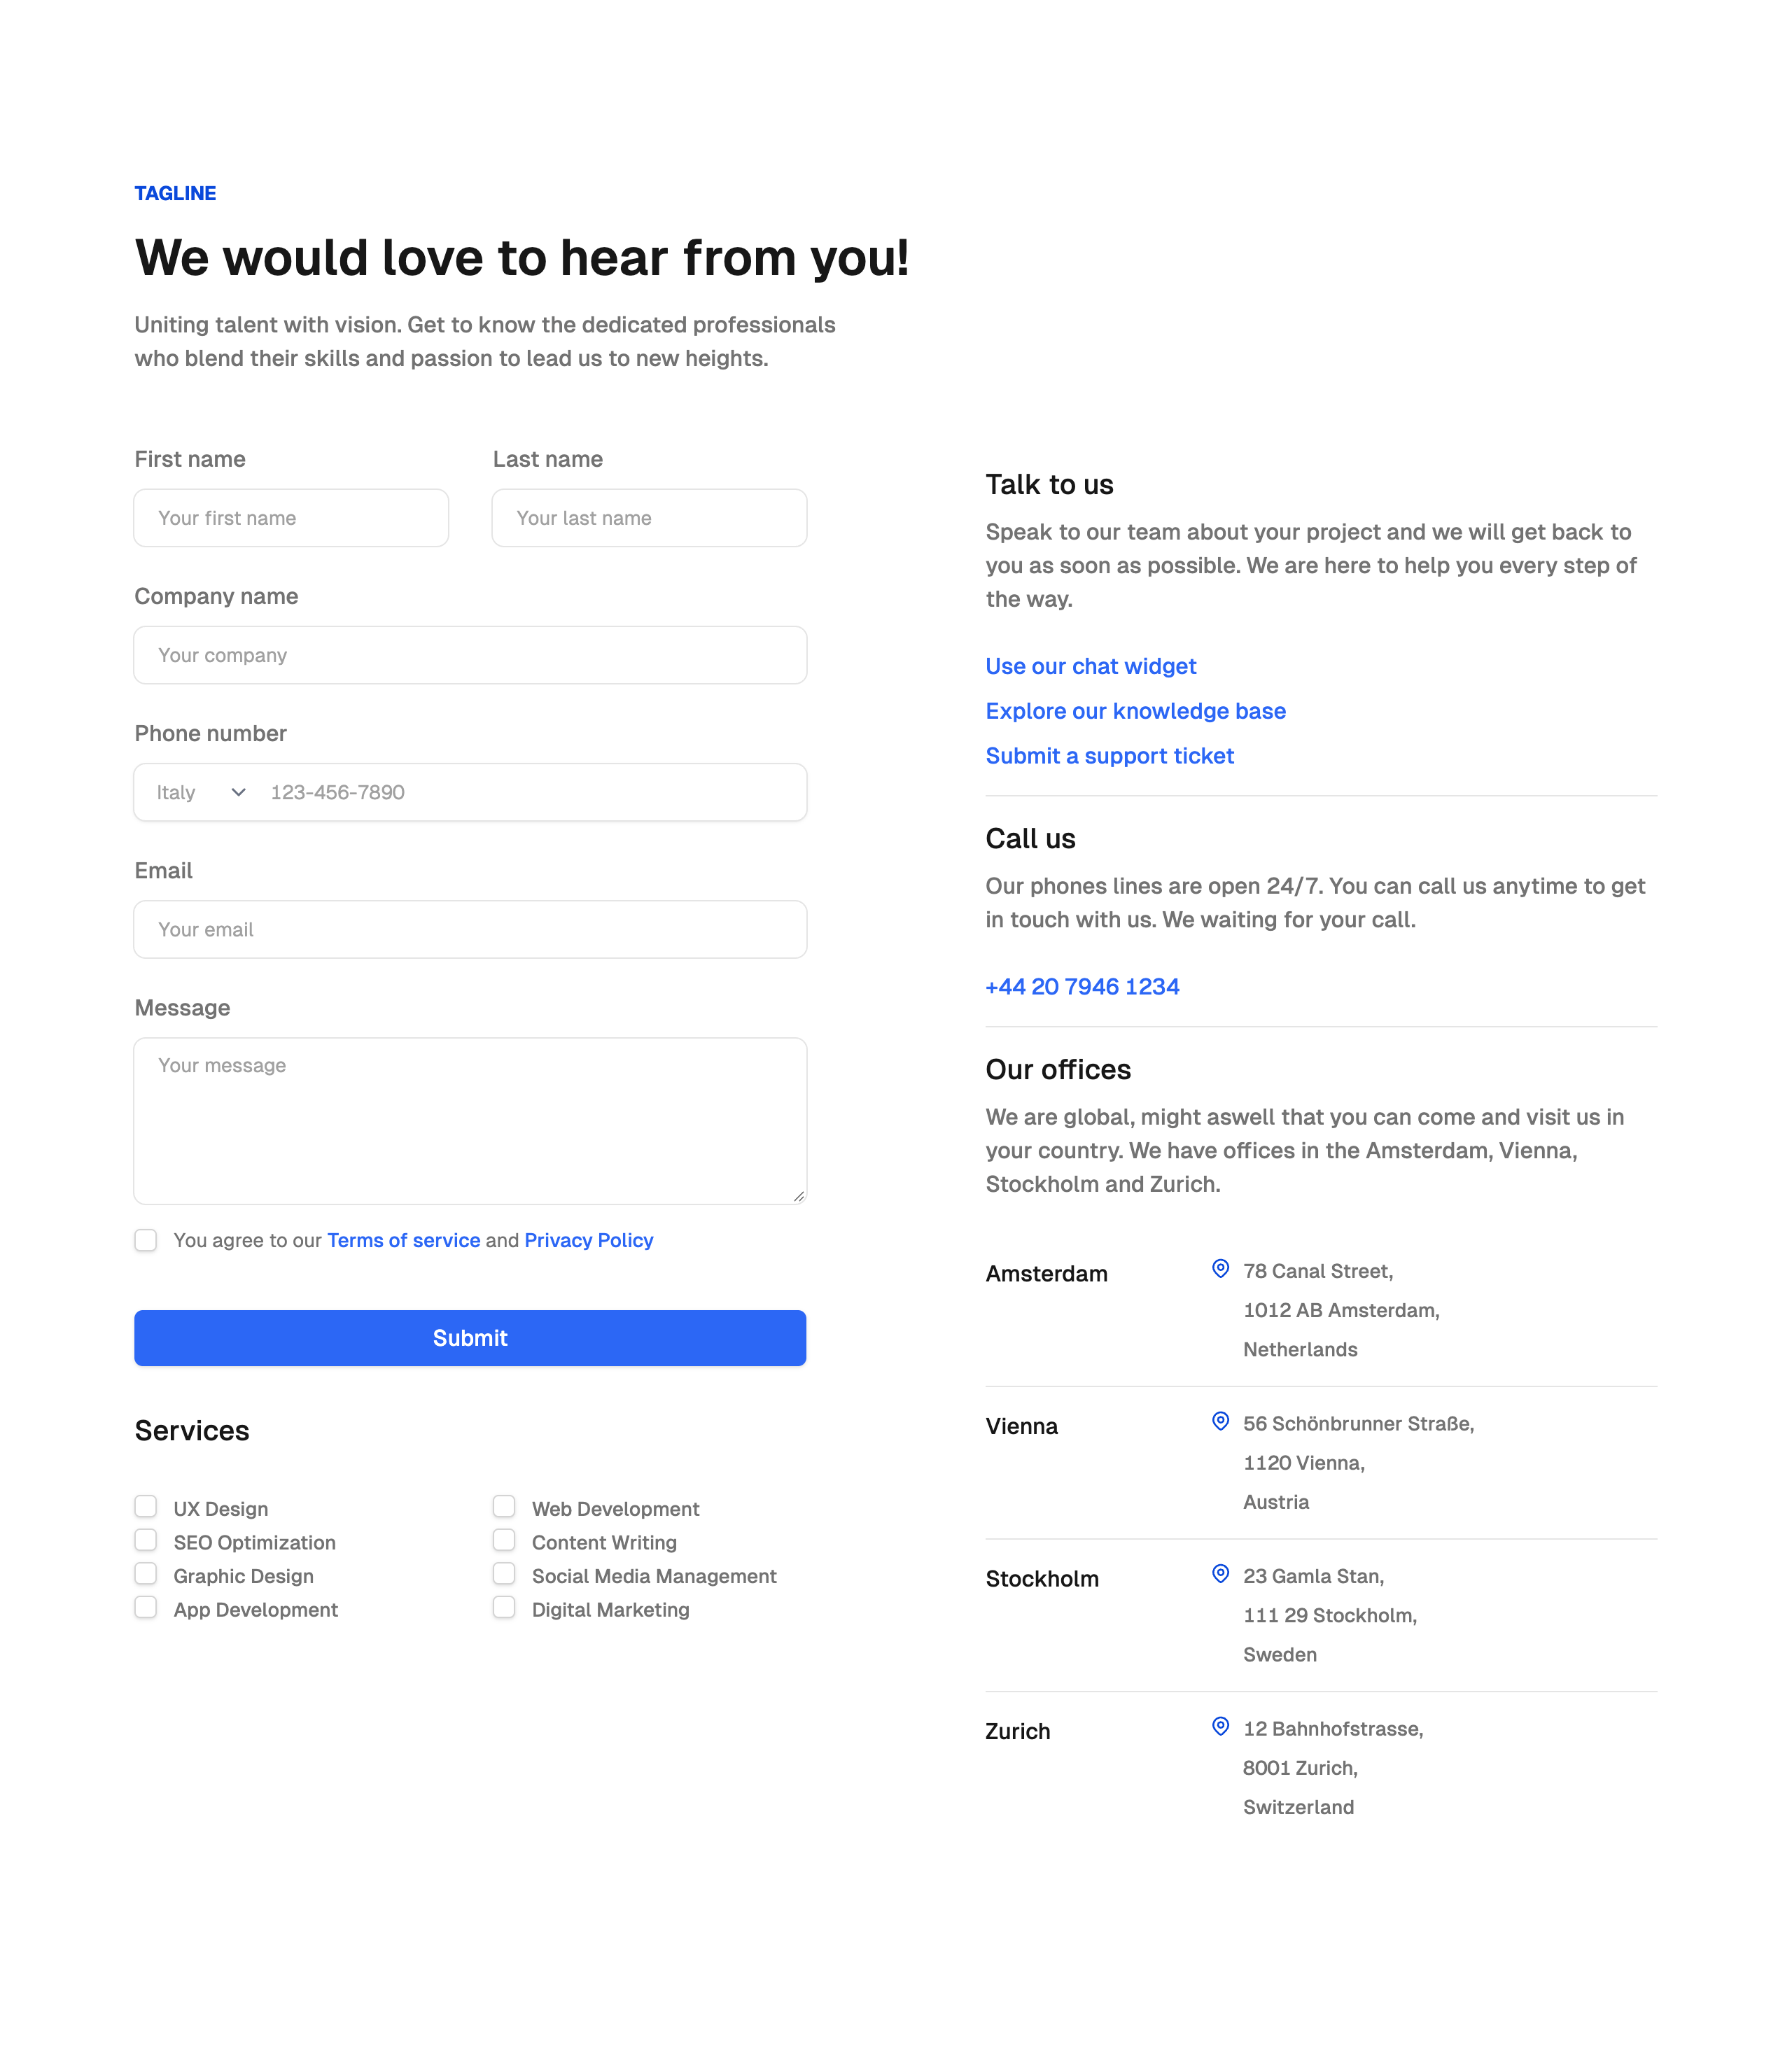 TAGLINE
We would love to hear from you!
Uniting talent with vision. Get to know the dedicated professionals
who blend their skills and passion to lead us to new heights.
First name
Your first name
Last name
Your last name
Company name
Your company
Phone number
Italy 123-456-7890
Email
Your email
Message
Your message
You agree to our Terms of service and Privacy Policy
Submit
Services
UX Design
SEO Optimization
Graphic Design
App Development
Web Development
Content Writing
Social Media Management
Digital Marketing
Talk to us
Speak to our team about your project and we will get back to
you as soon as possible. We are here to help you every step of
the way.
Use our chat widget
Explore our knowledge base
Submit a support ticket
Call us
Our phones lines are open 24/7. You can call us anytime to get
in touch with us. We waiting for your call.
+44 20 7946 1234
Our offices
We are global, might aswell that you can come and visit us in
your country. We have offices in the Amsterdam, Vienna,
Stockholm and Zurich.
Amsterdam
78 Canal Street,
1012 AB Amsterdam,
Netherlands
Vienna
56 Schönbrunner Straße,
1120 Vienna,
Austria
Stockholm
23 Gamla Stan,
111 29 Stockholm,
Sweden
Zurich
12 Bahnhofstrasse,
8001 Zurich,
Switzerland